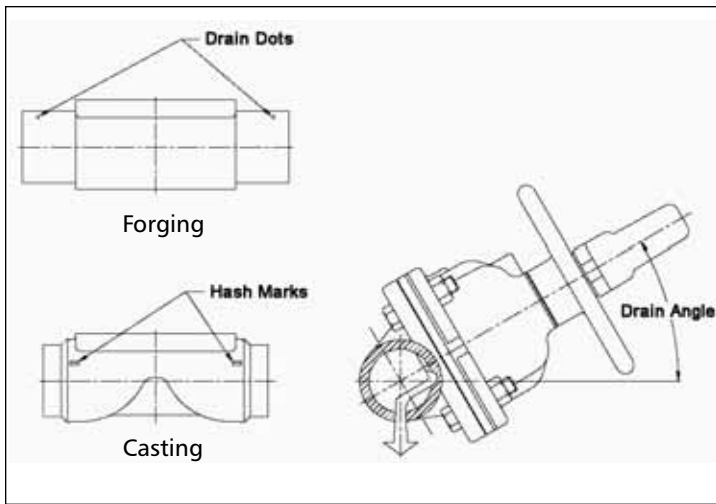 Drain Dots
Forging
Hash Marks
Casting
Drain Angle